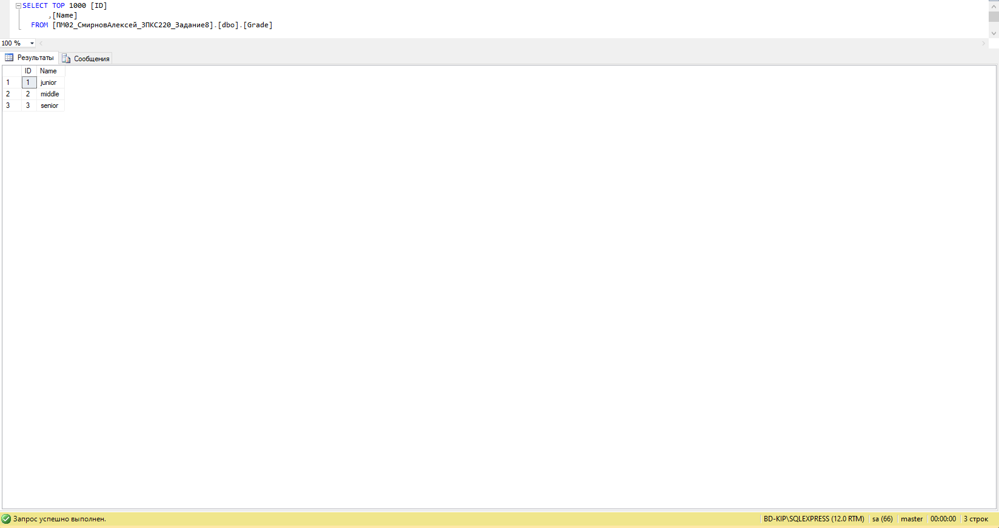 SELECT TOP 1000 [ID]
,[Name]
FROM [ПМ02_СмирновАлексей_3ПКС220_Задание8].[dbo].[Grade]
100 %
Результаты Сообщения
ID Name
1 1 junior
2 2 middle
3 3 senior
Запрос успешно выполнен. BD-KIP\SQLEXPRESS (12.0 RTM) sa (66) master 00:00:00 3 строк